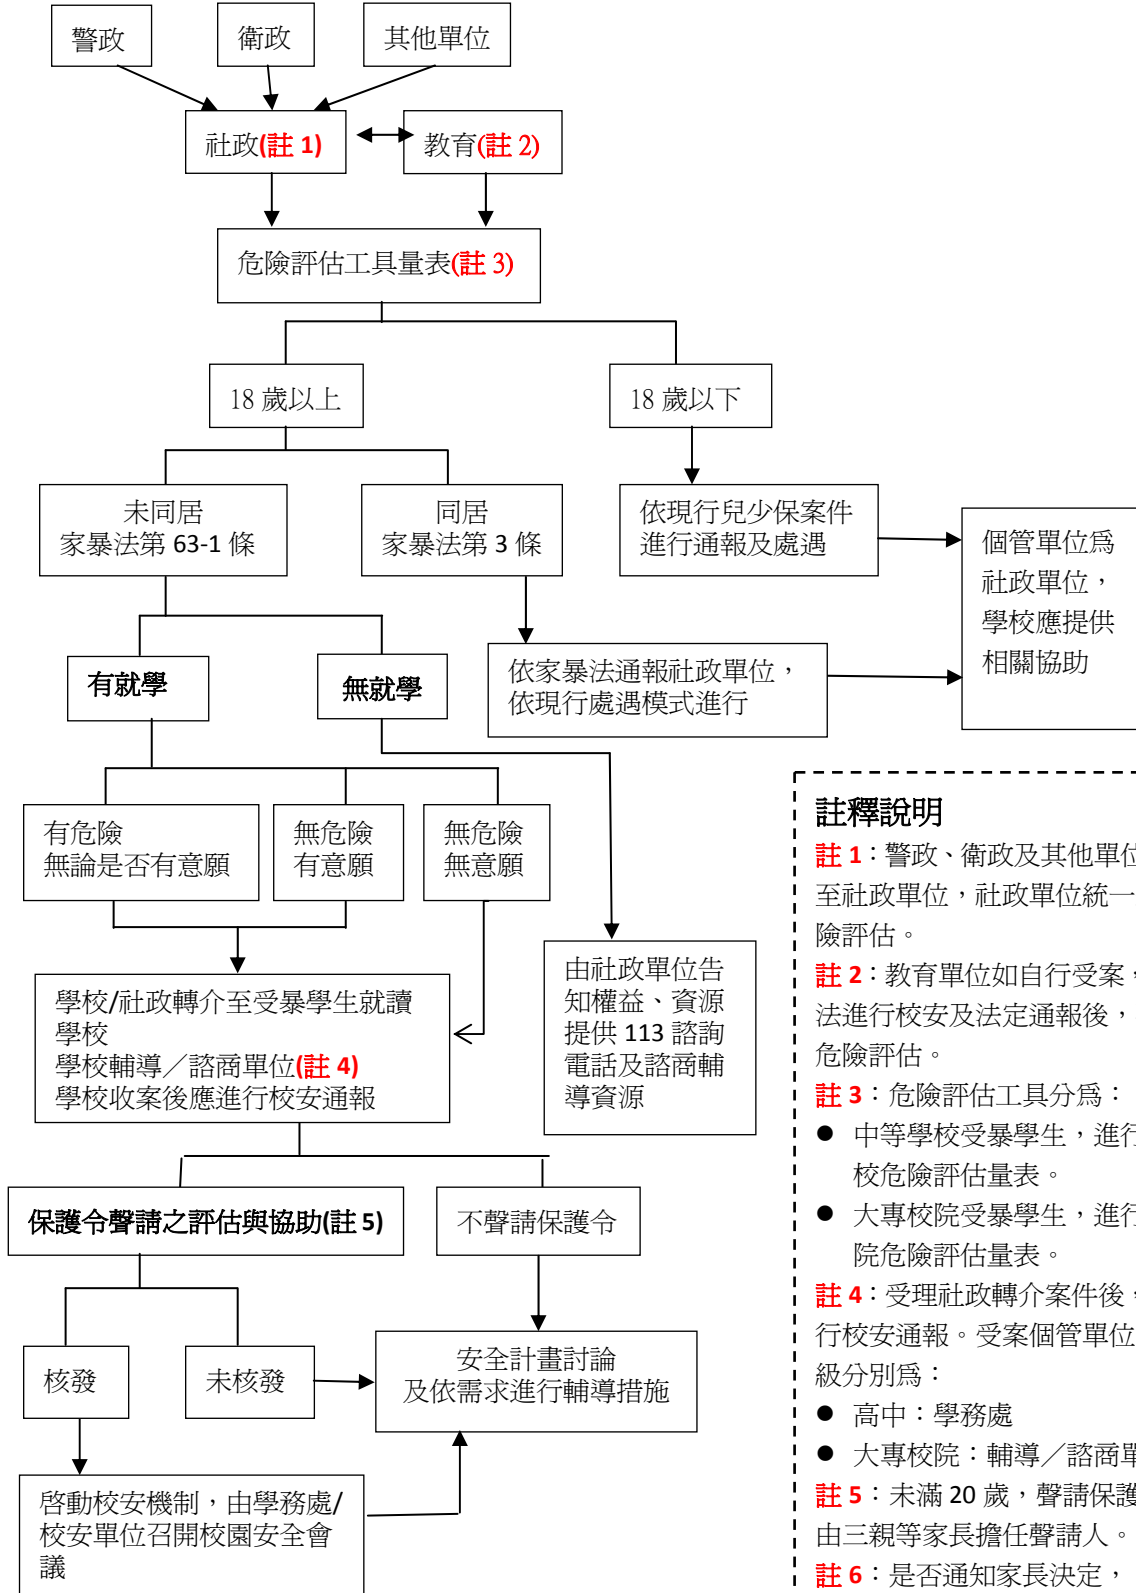 警政
衛政
其他單位
社政(註 1)
教育(註 2)
危險評估工具量表(註 3)
18 歲以上
18 歲以下
未同居
家暴法第 63-1 條
同居
家暴法第 3 條
依現行兒少保案件
進行通報及處遇
個管單位為
社政單位，
學校應提供
相關協助
有就學
無就學
依家暴法通報社政單位，
依現行處遇模式進行
有危險
無論是否有意願
無危險
有意願
無危險
無意願
由社政單位告
知權益、資源
提供 113 諮詢
電話及諮商輔
導資源
學校/社政轉介至受暴學生就讀
學校
學校輔導／諮商單位(註 4)
學校收案後應進行校安通報
保護令聲請之評估與協助(註 5)
不聲請保護令
核發
未核發
安全計畫討論
及依需求進行輔導措施
啓動校安機制，由學務處/
校安單位召開校園安全會
議
註釋說明
註 1：警政、衛政及其他單位
至社政單位，社政單位統一
險評估。
註 2：教育單位如自行受案，
法進行校安及法定通報後，
危險評估。
註 3：危險評估工具分為：
● 中等學校受暴學生，進行
校危險評估量表。
● 大專校院受暴學生，進行
院危險評估量表。
註 4：受理社政轉介案件後，
行校安通報。受案個管單位
級分別為：
● 高中：學務處
● 大專校院：輔導／諮商單
註 5：未滿 20 歲，聲請保護
由三親等家長擔任聲請人。
註 6：是否通知家長決定，